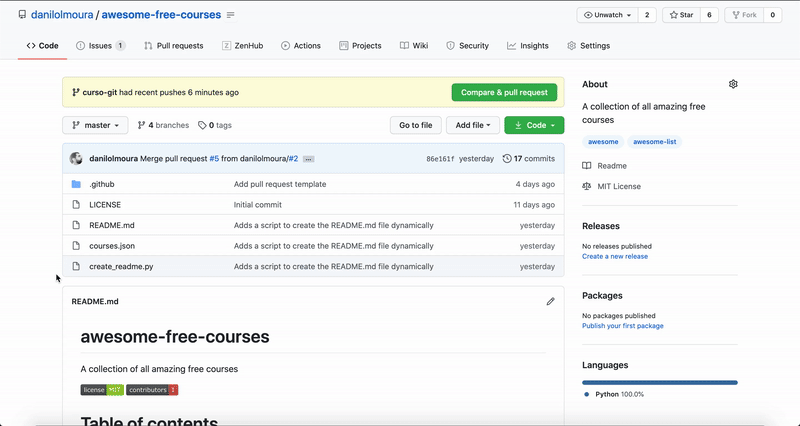 danilolmoura / awesome-free-courses
Unwatch 2 Star 6 Fork 0
Code Issues 1 Pull requests ZenHub Actions Projects Wiki Security Insights Settings
curso-git had recent pushes 6 minutes ago Compare & pull request
master 4 branches 0 tags Go to file Add file Code
danilolmoura Merge pull request #5 from danilolmoura/#2 ... 86e161f yesterday 17 commits
.github Add pull request template 4 days ago
LICENSE Initial commit 11 days ago
README.md Adds a script to create the README.md file dynamically yesterday
courses.json Adds a script to create the README.md file dynamically yesterday
create_readme.py Adds a script to create the README.md file dynamically yesterday
README.md
awesome-free-courses
A collection of all amazing free courses
license MIT contributors 1
Table of contents
About
A collection of all amazing free
courses
awesome awesome-list
Readme
MIT License
Releases
No releases published
Create a new release
Packages
No packages published
Publish your first package
Languages
Python 100.0%